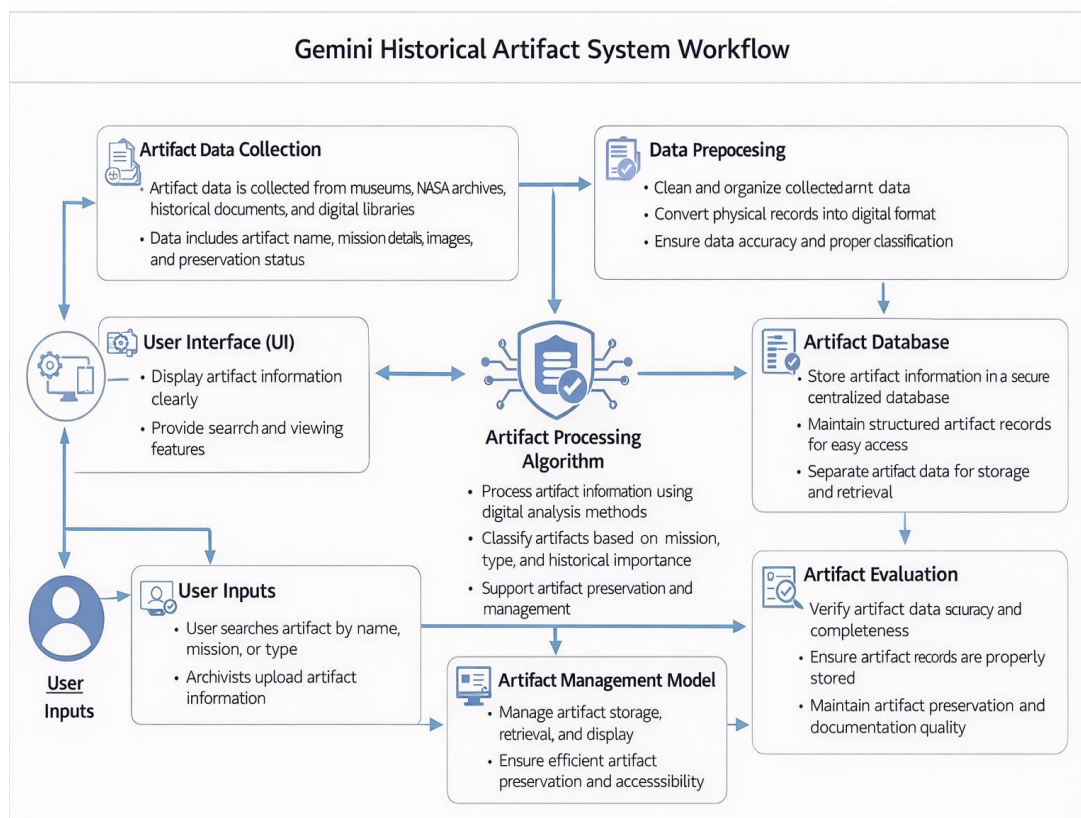 Gemini Historical Artifact System Workflow
Artifact Data Collection
• Artifact data is collected from museums, NASA archives,
historical documents, and digital libraries
• Data includes artifact name, mission details, images,
and preservation status
Data Prepocesing
• Clean and organize collectedarnt data
• Convert physical records into digital format
• Ensure data accuracy and proper classification
User Interface (UI)
• Display artifact information
clearly
• Provide search and viewing
features
Artifact Processing
Algorithm
• Process artifact information using
digital analysis methods
• Classify artifacts based on mission,
type, and historical importance
• Support artifact preservation and
management
Artifact Database
• Store artifact information in a secure
centralized database
• Maintain structured artifact records
for easy access
• Separate artifact data for storage
and retrieval
User
Inputs
User Inputs
• User searches artifact by name,
mission, or type
• Archivists upload artifact
information
Artifact Management Model
• Manage artifact storage,
retrieval, and display
• Ensure efficient artifact
preservation and accesssibility
Artifact Evaluation
Verify artifact data and
completeness
• Ensure artifact records are properly
stored
• Maintain artifact preservation and
documentation quality